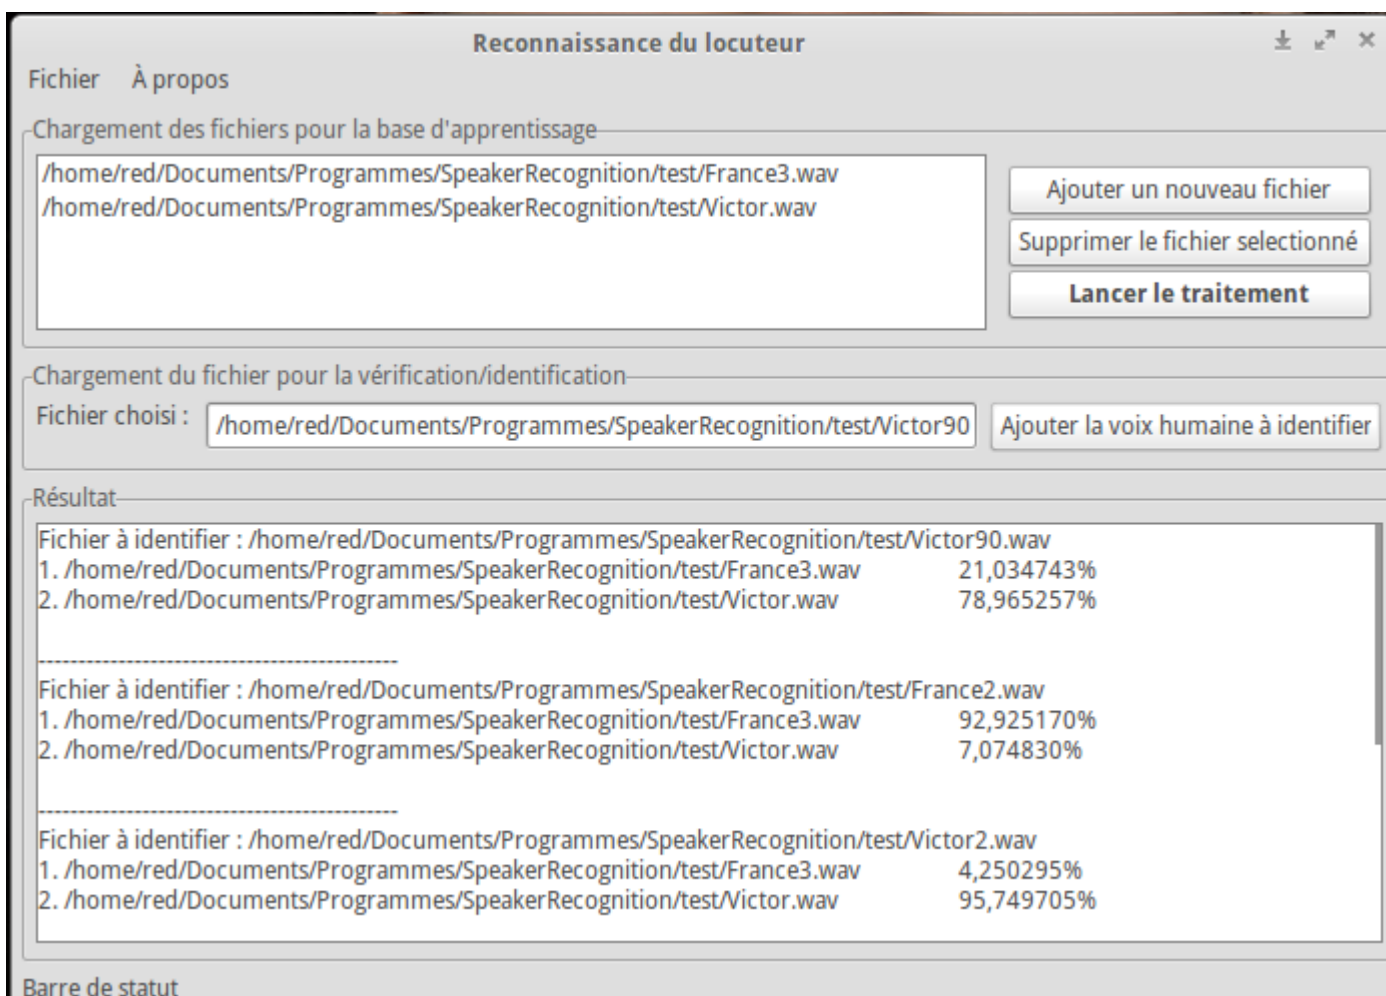 Reconnaissance du locuteur
Fichier À propos
Chargement des fichiers pour la base d'apprentissage
/home/red/Documents/Programmes/SpeakerRecognition/test/France3.wav
/home/red/Documents/Programmes/SpeakerRecognition/test/Victor.wav
Ajouter un nouveau fichier
Supprimer le fichier selectionné
Lancer le traitement
Chargement du fichier pour la vérification/identification
Fichier choisi : /home/red/Documents/Programmes/SpeakerRecognition/test/Victor90 Ajouter la voix humaine à identifier
Résultat
Fichier à identifier : /home/red/Documents/Programmes/SpeakerRecognition/test/Victor90.wav
1. /home/red/Documents/Programmes/SpeakerRecognition/test/France3.wav 21,034743%
2. /home/red/Documents/Programmes/SpeakerRecognition/test/Victor.wav 78,965257%
---------------------------------------------
Fichier à identifier : /home/red/Documents/Programmes/SpeakerRecognition/test/France2.wav
1. /home/red/Documents/Programmes/SpeakerRecognition/test/France3.wav 92,925170%
2. /home/red/Documents/Programmes/SpeakerRecognition/test/Victor.wav 7,074830%
---------------------------------------------
Fichier à identifier : /home/red/Documents/Programmes/SpeakerRecognition/test/Victor2.wav
1. /home/red/Documents/Programmes/SpeakerRecognition/test/France3.wav 4,250295%
2. /home/red/Documents/Programmes/SpeakerRecognition/test/Victor.wav 95,749705%
Barre de statut